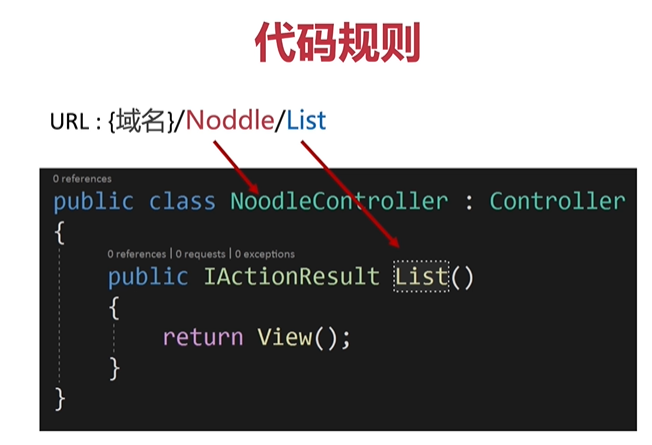 代码规则
URL : {域名}/Noddle/List
0 references
public class NoodleController : Controller
{
0 references | 0 requests | 0 exceptions
public IActionResult List()
{
return View();
}
}